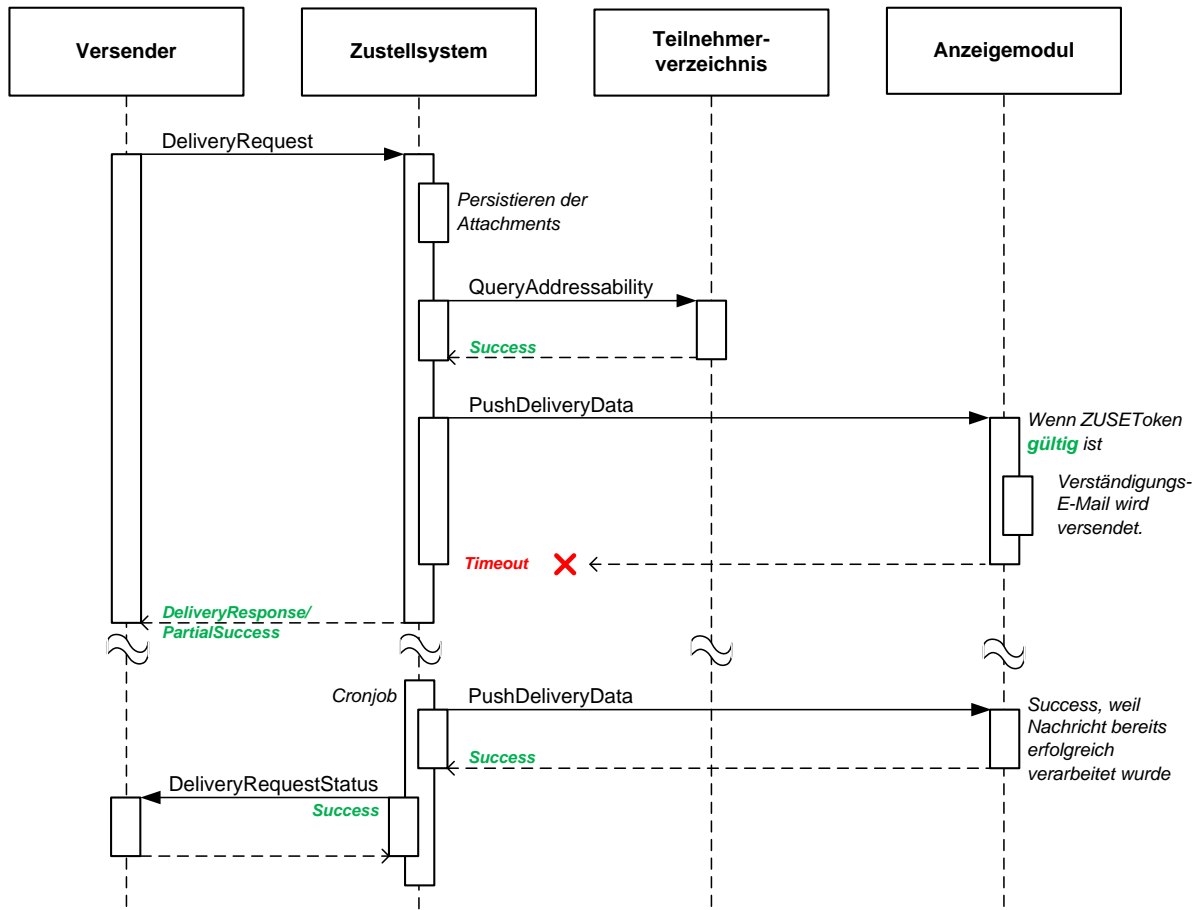 Versender
Zustellsystem
Teilnehmer-
verzeichnis
Anzeigemodul
DeliveryRequest
Persistieren der
Attachments
QueryAddressability
Success
PushDeliveryData
Wenn ZUSEToken
gültig ist
Verständigungs-
E-Mail wird
versendet.
Timeout
DeliveryResponse/
PartialSuccess
Cronjob
PushDeliveryData
Success, weil
Nachricht bereits
erfolgreich
verarbeitet wurde
Success
DeliveryRequestStatus
Success